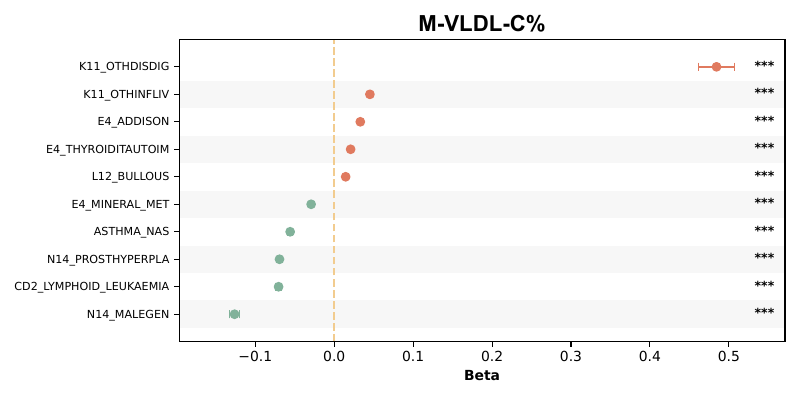 M-VLDL-C%
K11_OTHDISDIG ***
K11_OTHINFLIV ***
E4_ADDISON ***
E4_THYROIDITAUTOIM ***
L12_BULLOUS ***
E4_MINERAL_MET ***
ASTHMA_NAS ***
N14_PROSTHYPERPLA ***
CD2_LYMPHOID_LEUKAEMIA ***
N14_MALEGEN ***
−0.1 0.0 0.1 0.2 0.3 0.4 0.5
Beta